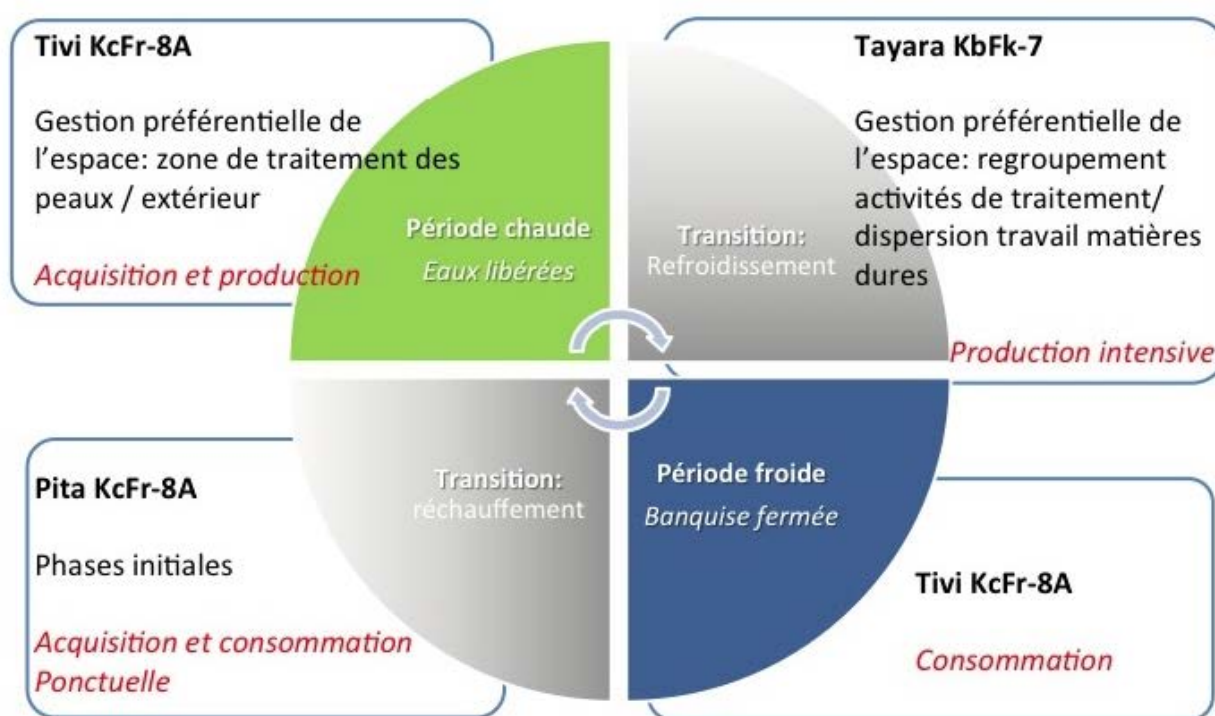 Tivi KcFr-8A
Gestion préférentielle de
l'espace: zone de traitement des
peaux / extérieur
Acquisition et production
Période chaude
Eaux libérées
Transition:
Refroidissement
Tayara KbFk-7
Gestion préférentielle de
l'espace: regroupement
activités de traitement/
dispersion travail matières
dures
Production intensive
Pita KcFr-8A
Phases initiales
Acquisition et consommation
Ponctuelle
Transition:
réchauffement
Période froide
Banquise fermée
Tivi KcFr-8A
Consommation